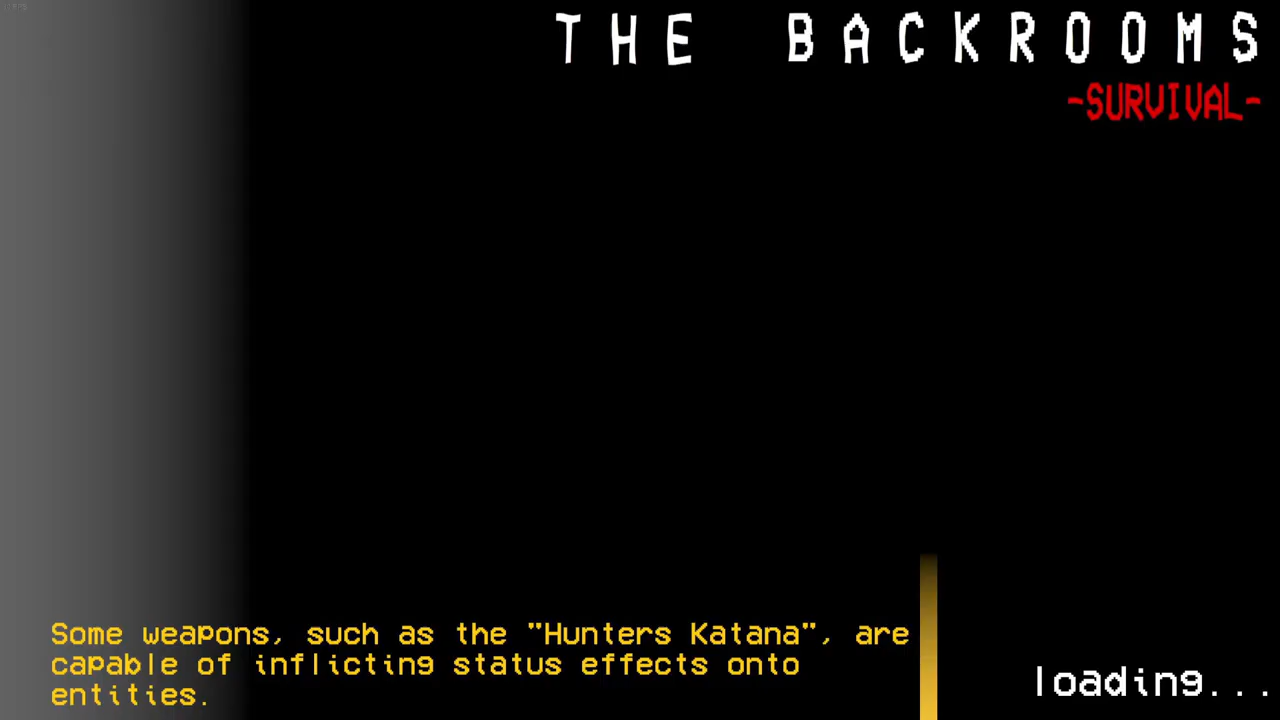 THE BACKROOMS
-SURVIVAL-
Some weapons, such as the "Hunters Katana", are
capable of inflicting status effects onto
entities.
loading...